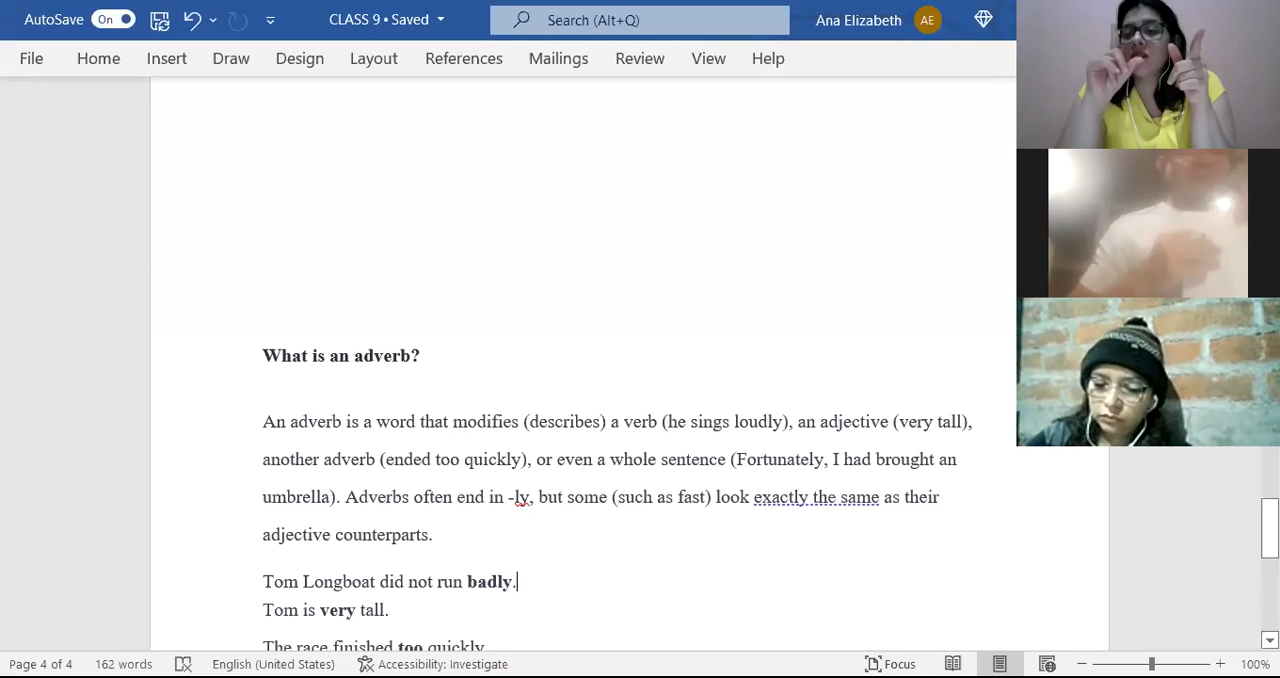 AutoSave On CLASS 9 • Saved Search (Alt+Q) Ana Elizabeth AE
File Home Insert Draw Design Layout References Mailings Review View Help
What is an adverb?
An adverb is a word that modifies (describes) a verb (he sings loudly), an adjective (very tall),
another adverb (ended too quickly), or even a whole sentence (Fortunately, I had brought an
umbrella). Adverbs often end in -ly, but some (such as fast) look exactly the same as their
adjective counterparts.
Tom Longboat did not run badly.
Tom is very tall.
The race finished too quickly.
Page 4 of 4 162 words English (United States) Accessibility: Investigate Focus 100%